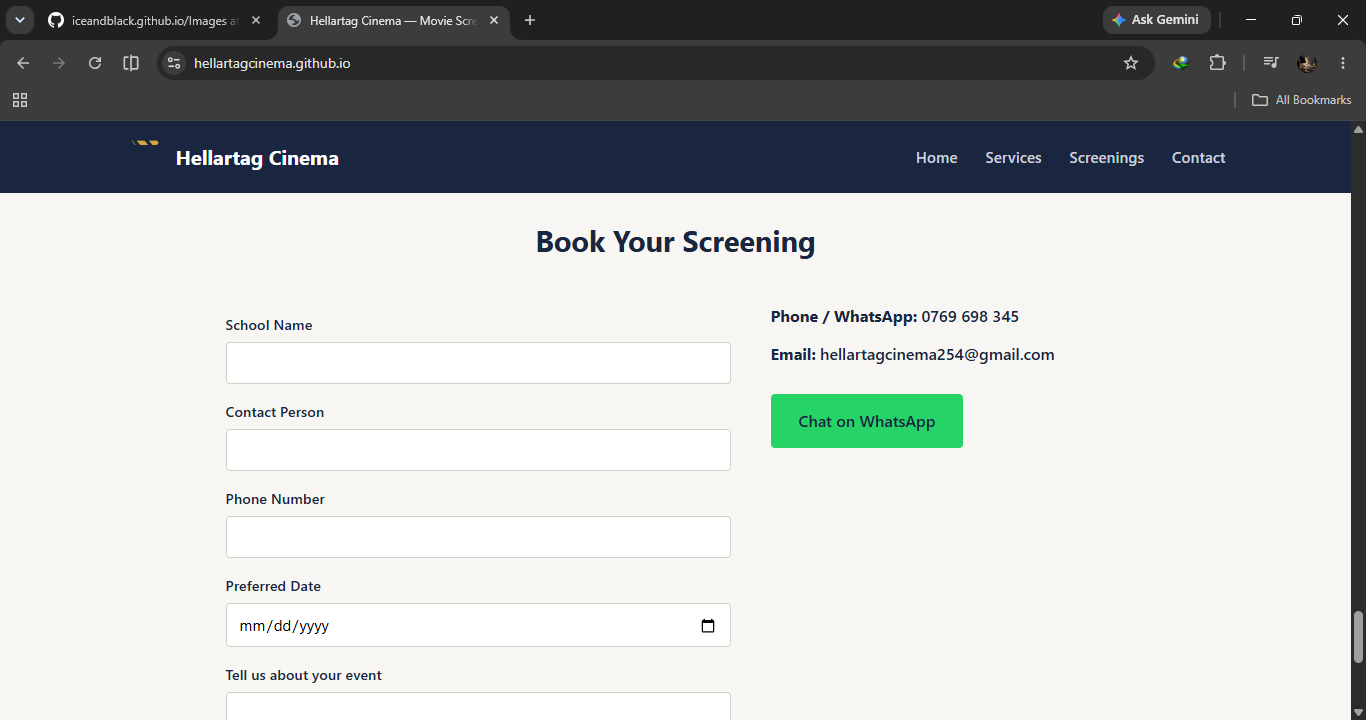 iceandblack.github.io/Images at
Hellartag Cinema — Movie Scre
Ask Gemini
hellartagcinema.github.io
All Bookmarks
Hellartag Cinema
Home
Services
Screenings
Contact
Book Your Screening
School Name
Contact Person
Phone Number
Preferred Date
mm/dd/yyyy
Tell us about your event
Phone / WhatsApp: 0769 698 345
Email: hellartagcinema254@gmail.com
Chat on WhatsApp